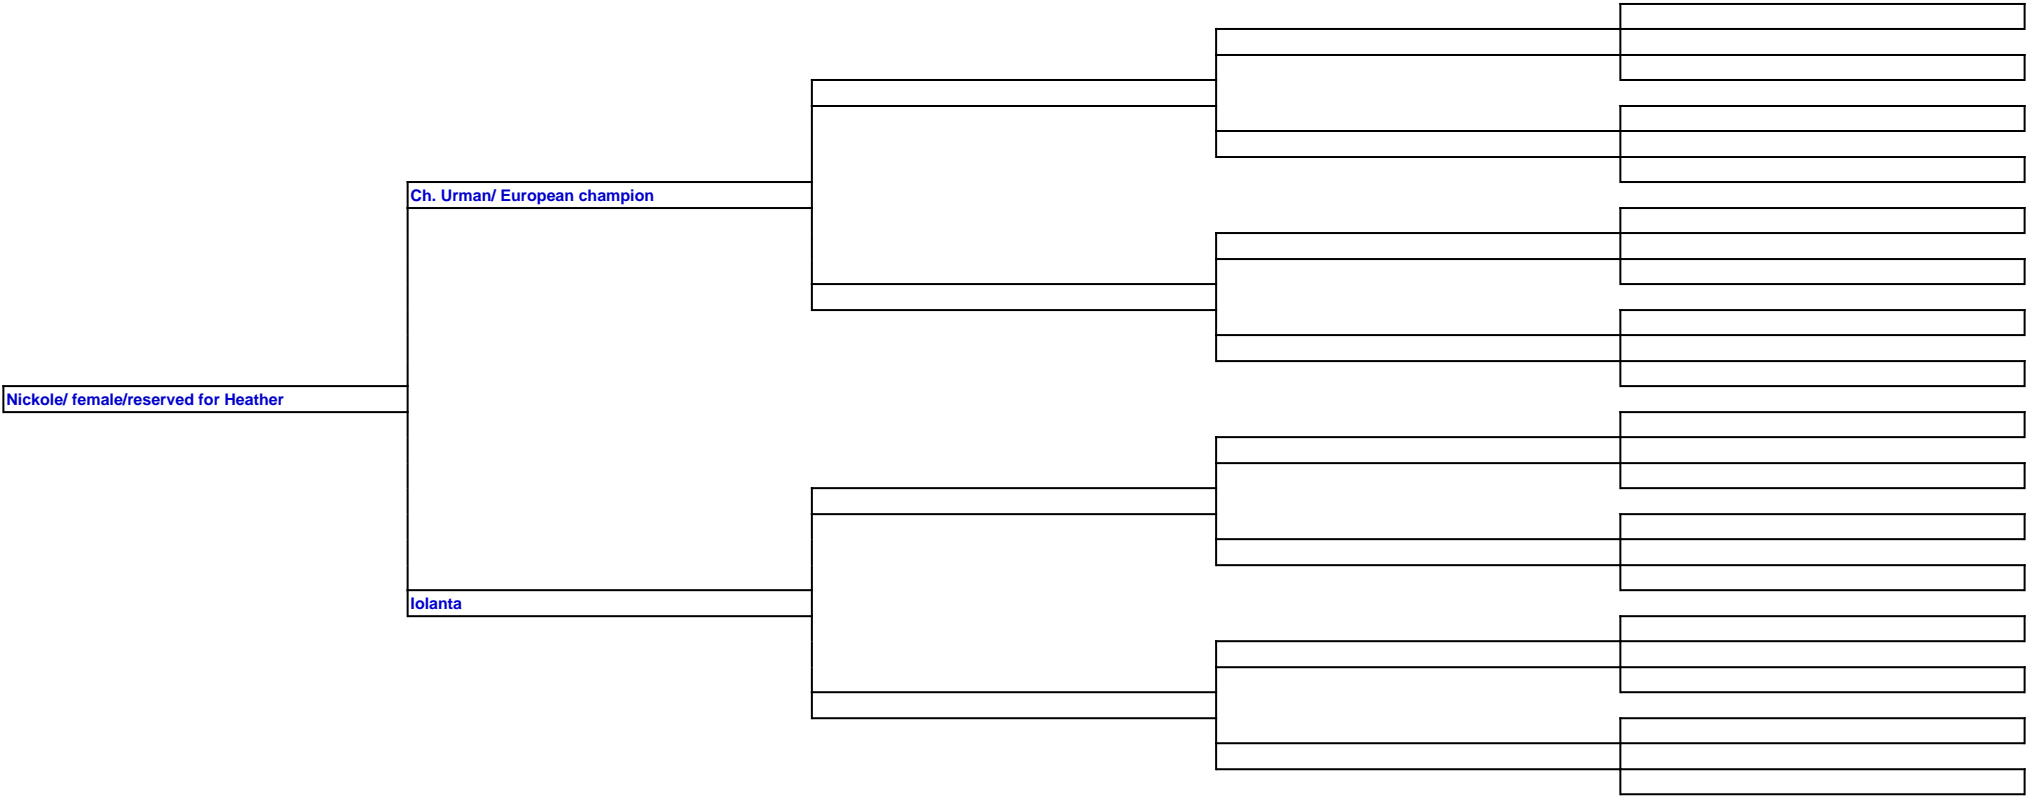 Ch. Urman/ European champion
Nickole/ female/reserved for Heather
Iolanta